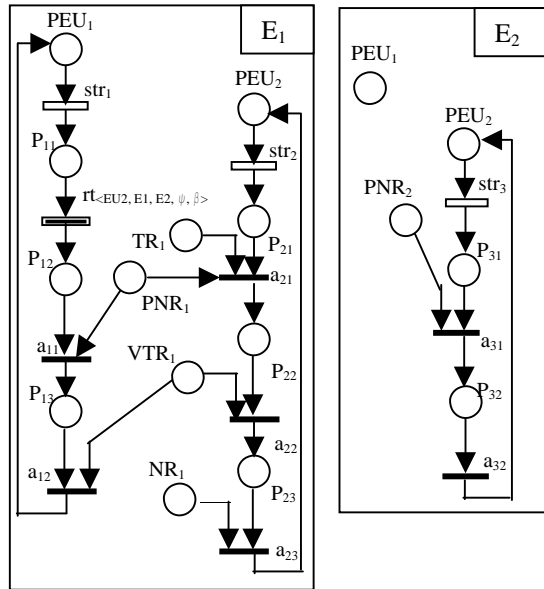 E₁
PEU₁
str₁
P₁₁
rt<EU2, E1, E2, ψ, β>
P₁₂
a₁₁
P₁₃
a₁₂
PEU₂
str₂
P₂₁
TR₁
a₂₁
PNR₁
VTR₁
P₂₂
a₂₂
NR₁
P₂₃
a₂₃
E₂
PEU₁
PEU₂
str₃
PNR₂
P₃₁
a₃₁
P₃₂
a₃₂